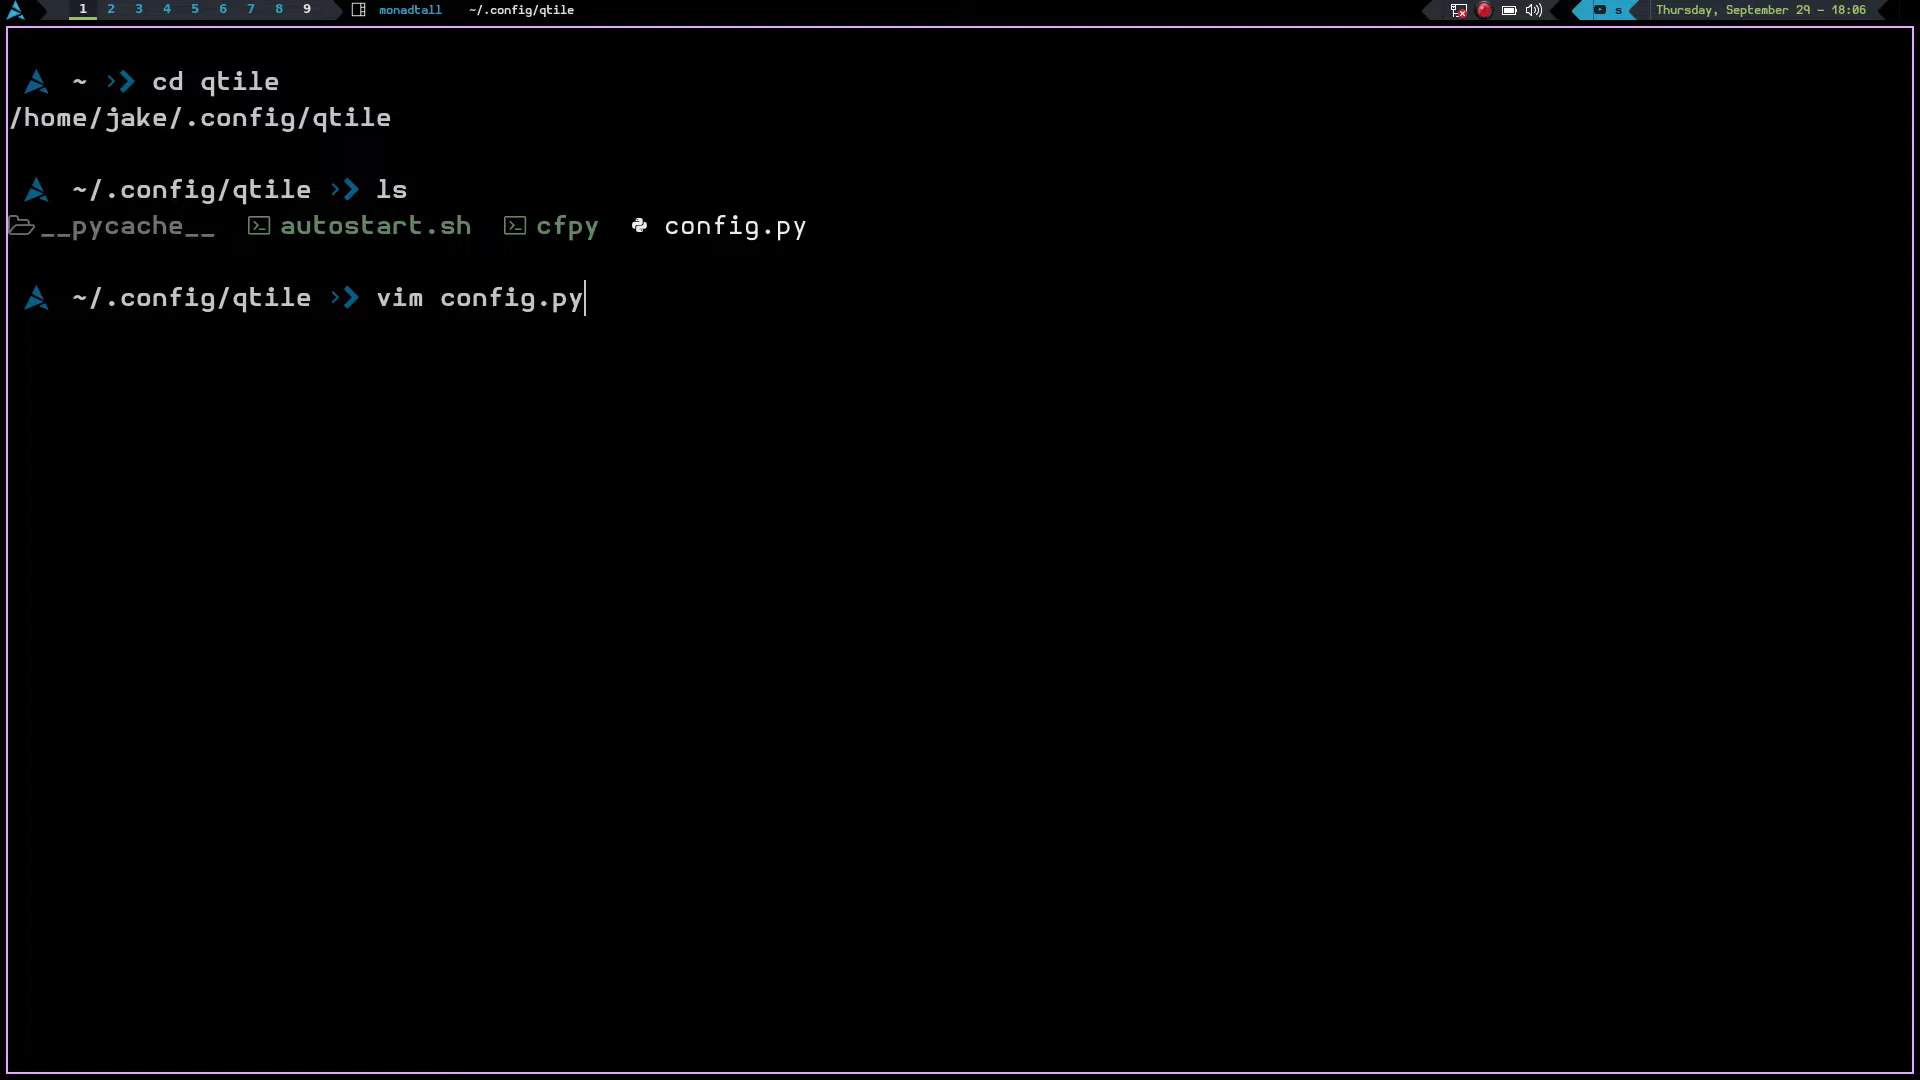 1 2 3 4 5 6 7 8 9 monadtall ~/.config/qtile s Thursday, September 29 - 18:06
~ cd qtile
/home/jake/.config/qtile
~/.config/qtile ls
__pycache__ autostart.sh cfpy config.py
~/.config/qtile vim config.py